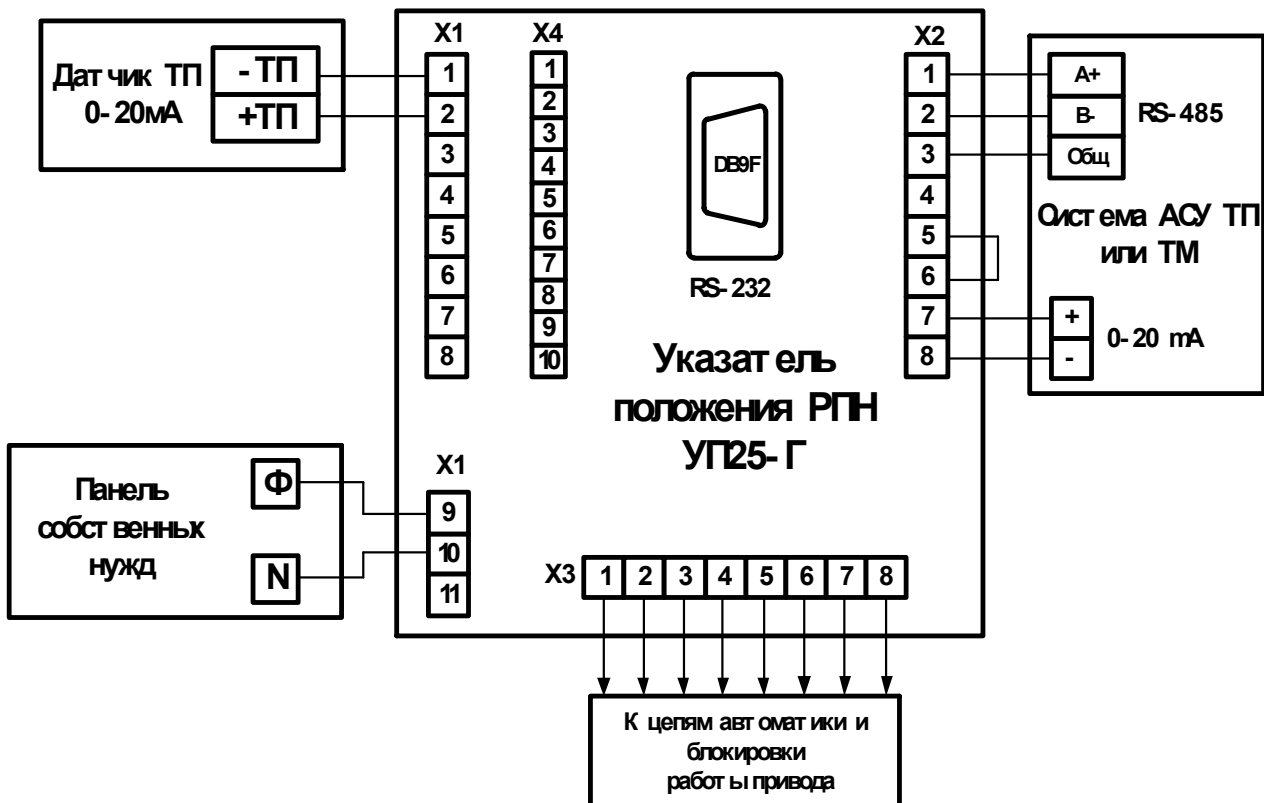 Датчик ТП
0-20мА
- ТП
+ТП
X1
1
2
3
4
5
6
7
8
X4
1
2
3
4
5
6
7
8
9
10
DB9F
RS-232
Указатель
положения РПН
УП25-Г
X2
1
2
3
4
5
6
7
8
A+
B-
Общ
RS-485
Система АСУ ТП
или ТМ
+
-
0-20 mA
Панель
собственных
нужд
Ф
N
X1
9
10
11
X3 1 2 3 4 5 6 7 8
К цепям автоматики и
блокировки
работы привода